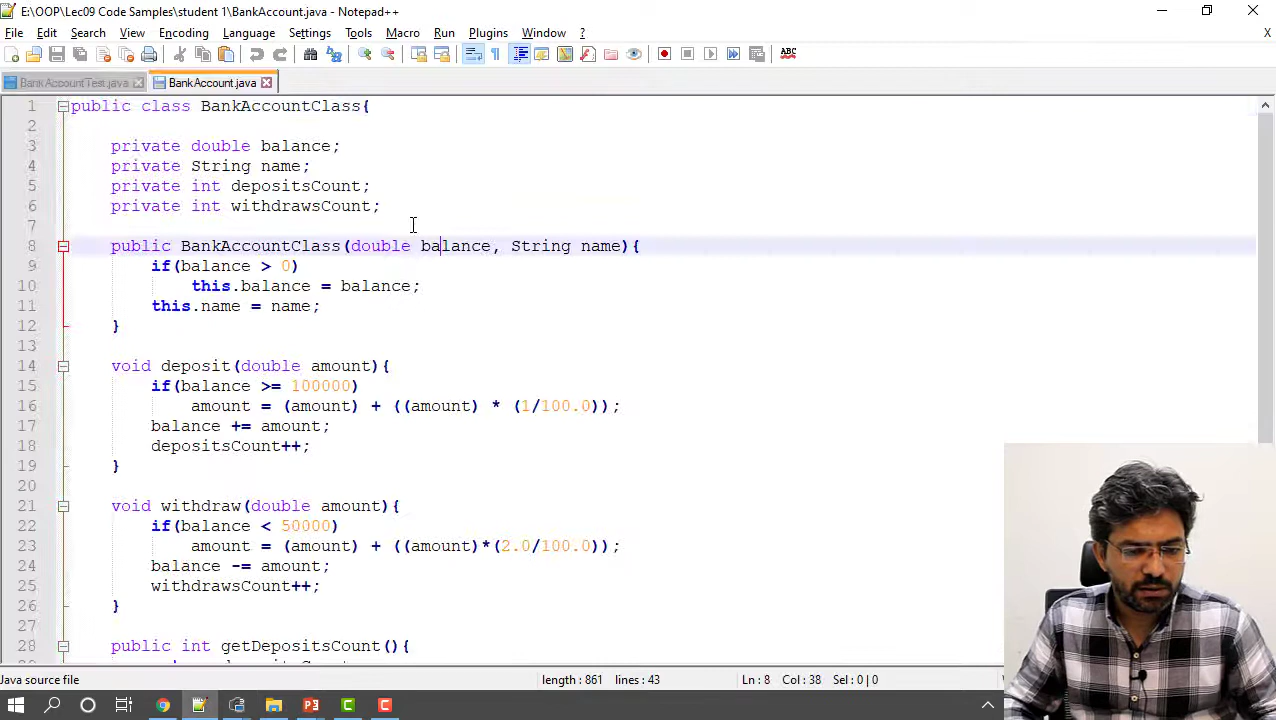 E:\OOP\Lec09 Code Samples\student 1\BankAccount.java - Notepad++
File Edit Search View Encoding Language Settings Tools Macro Run Plugins Window ? X
ABC
BankAccountTest.java BankAccount.java
1 public class BankAccountClass{
2
3 private double balance;
4 private String name;
5 private int depositsCount;
6 private int withdrawsCount;
7
8 public BankAccountClass(double balance, String name){
9 if(balance > 0)
10 this.balance = balance;
11 this.name = name;
12 }
13
14 void deposit(double amount){
15 if(balance >= 100000)
16 amount = (amount) + ((amount) * (1/100.0));
17 balance += amount;
18 depositsCount++;
19 }
20
21 void withdraw(double amount){
22 if(balance < 50000)
23 amount = (amount) + ((amount)*(2.0/100.0));
24 balance -= amount;
25 withdrawsCount++;
26 }
27
28 public int getDepositsCount(){
Java source file length : 861 lines : 43 Ln : 8 Col : 38 Sel : 0 | 0